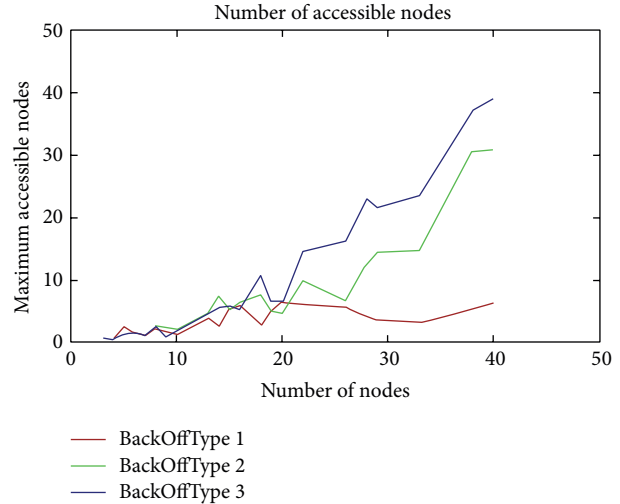 Number of accessible nodes
50
40
30
20
10
0
Maximum accessible nodes
0 10 20 30 40 50
Number of nodes
BackOffType 1
BackOffType 2
BackOffType 3